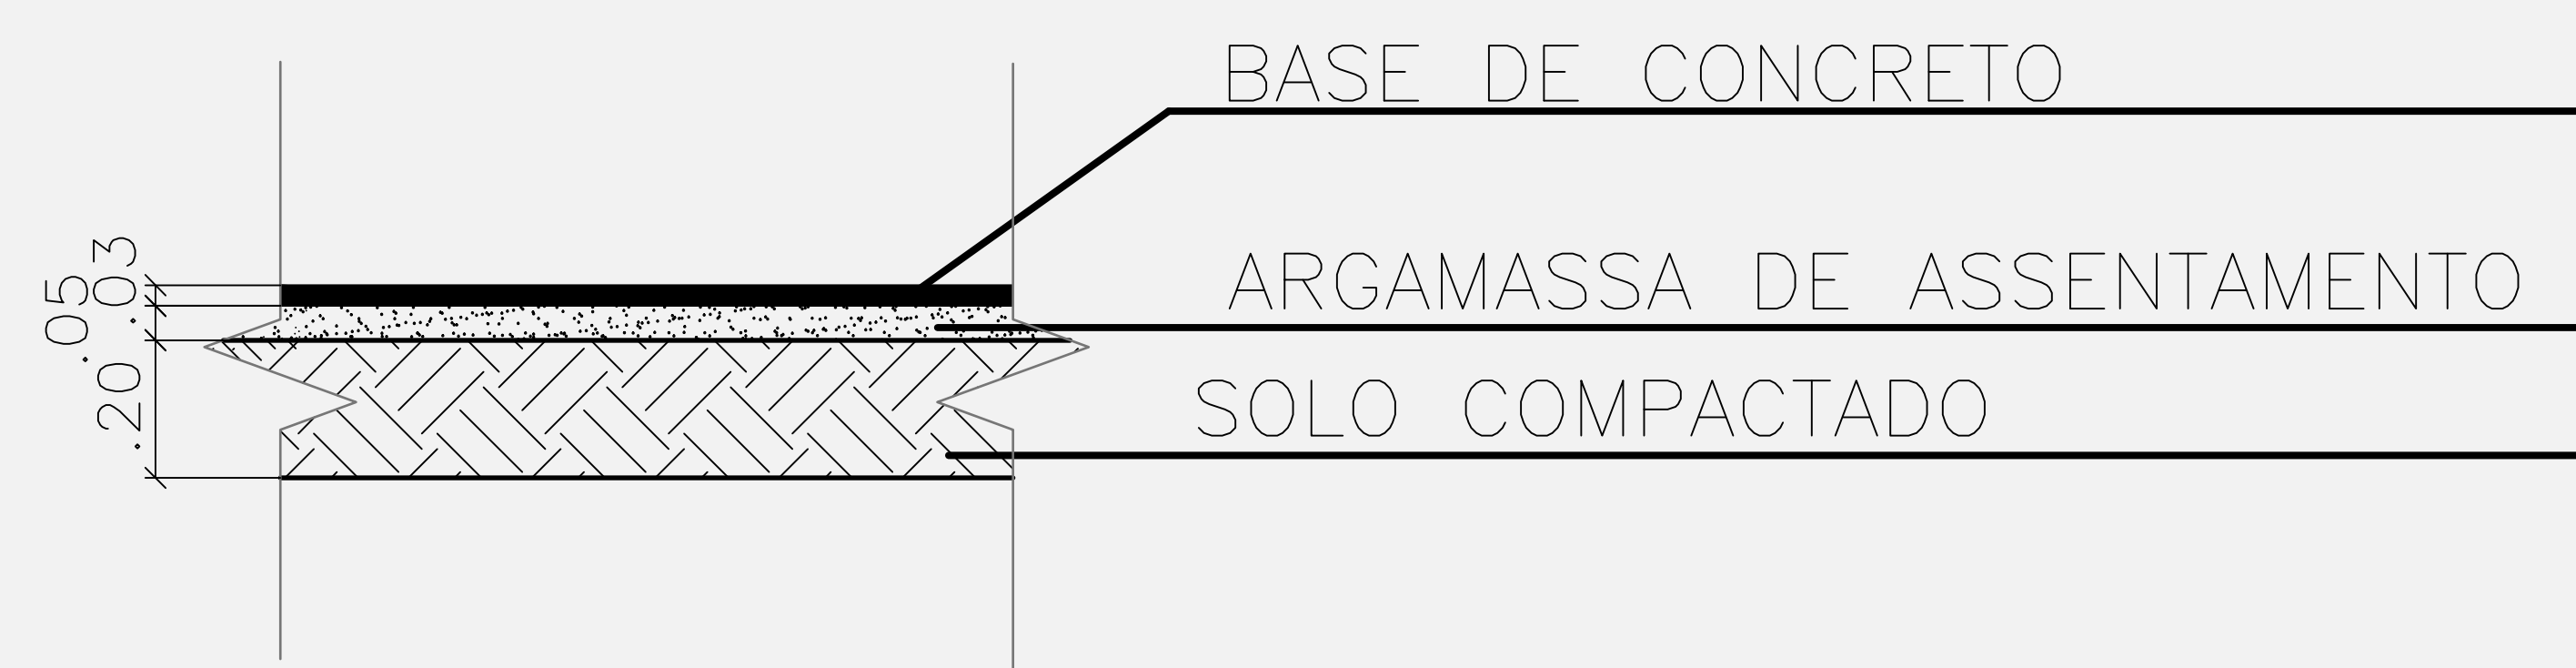 BASE DE CONCRETO
ARGAMASSA DE ASSENTAMENTO
SOLO COMPACTADO
.03
.05
.20